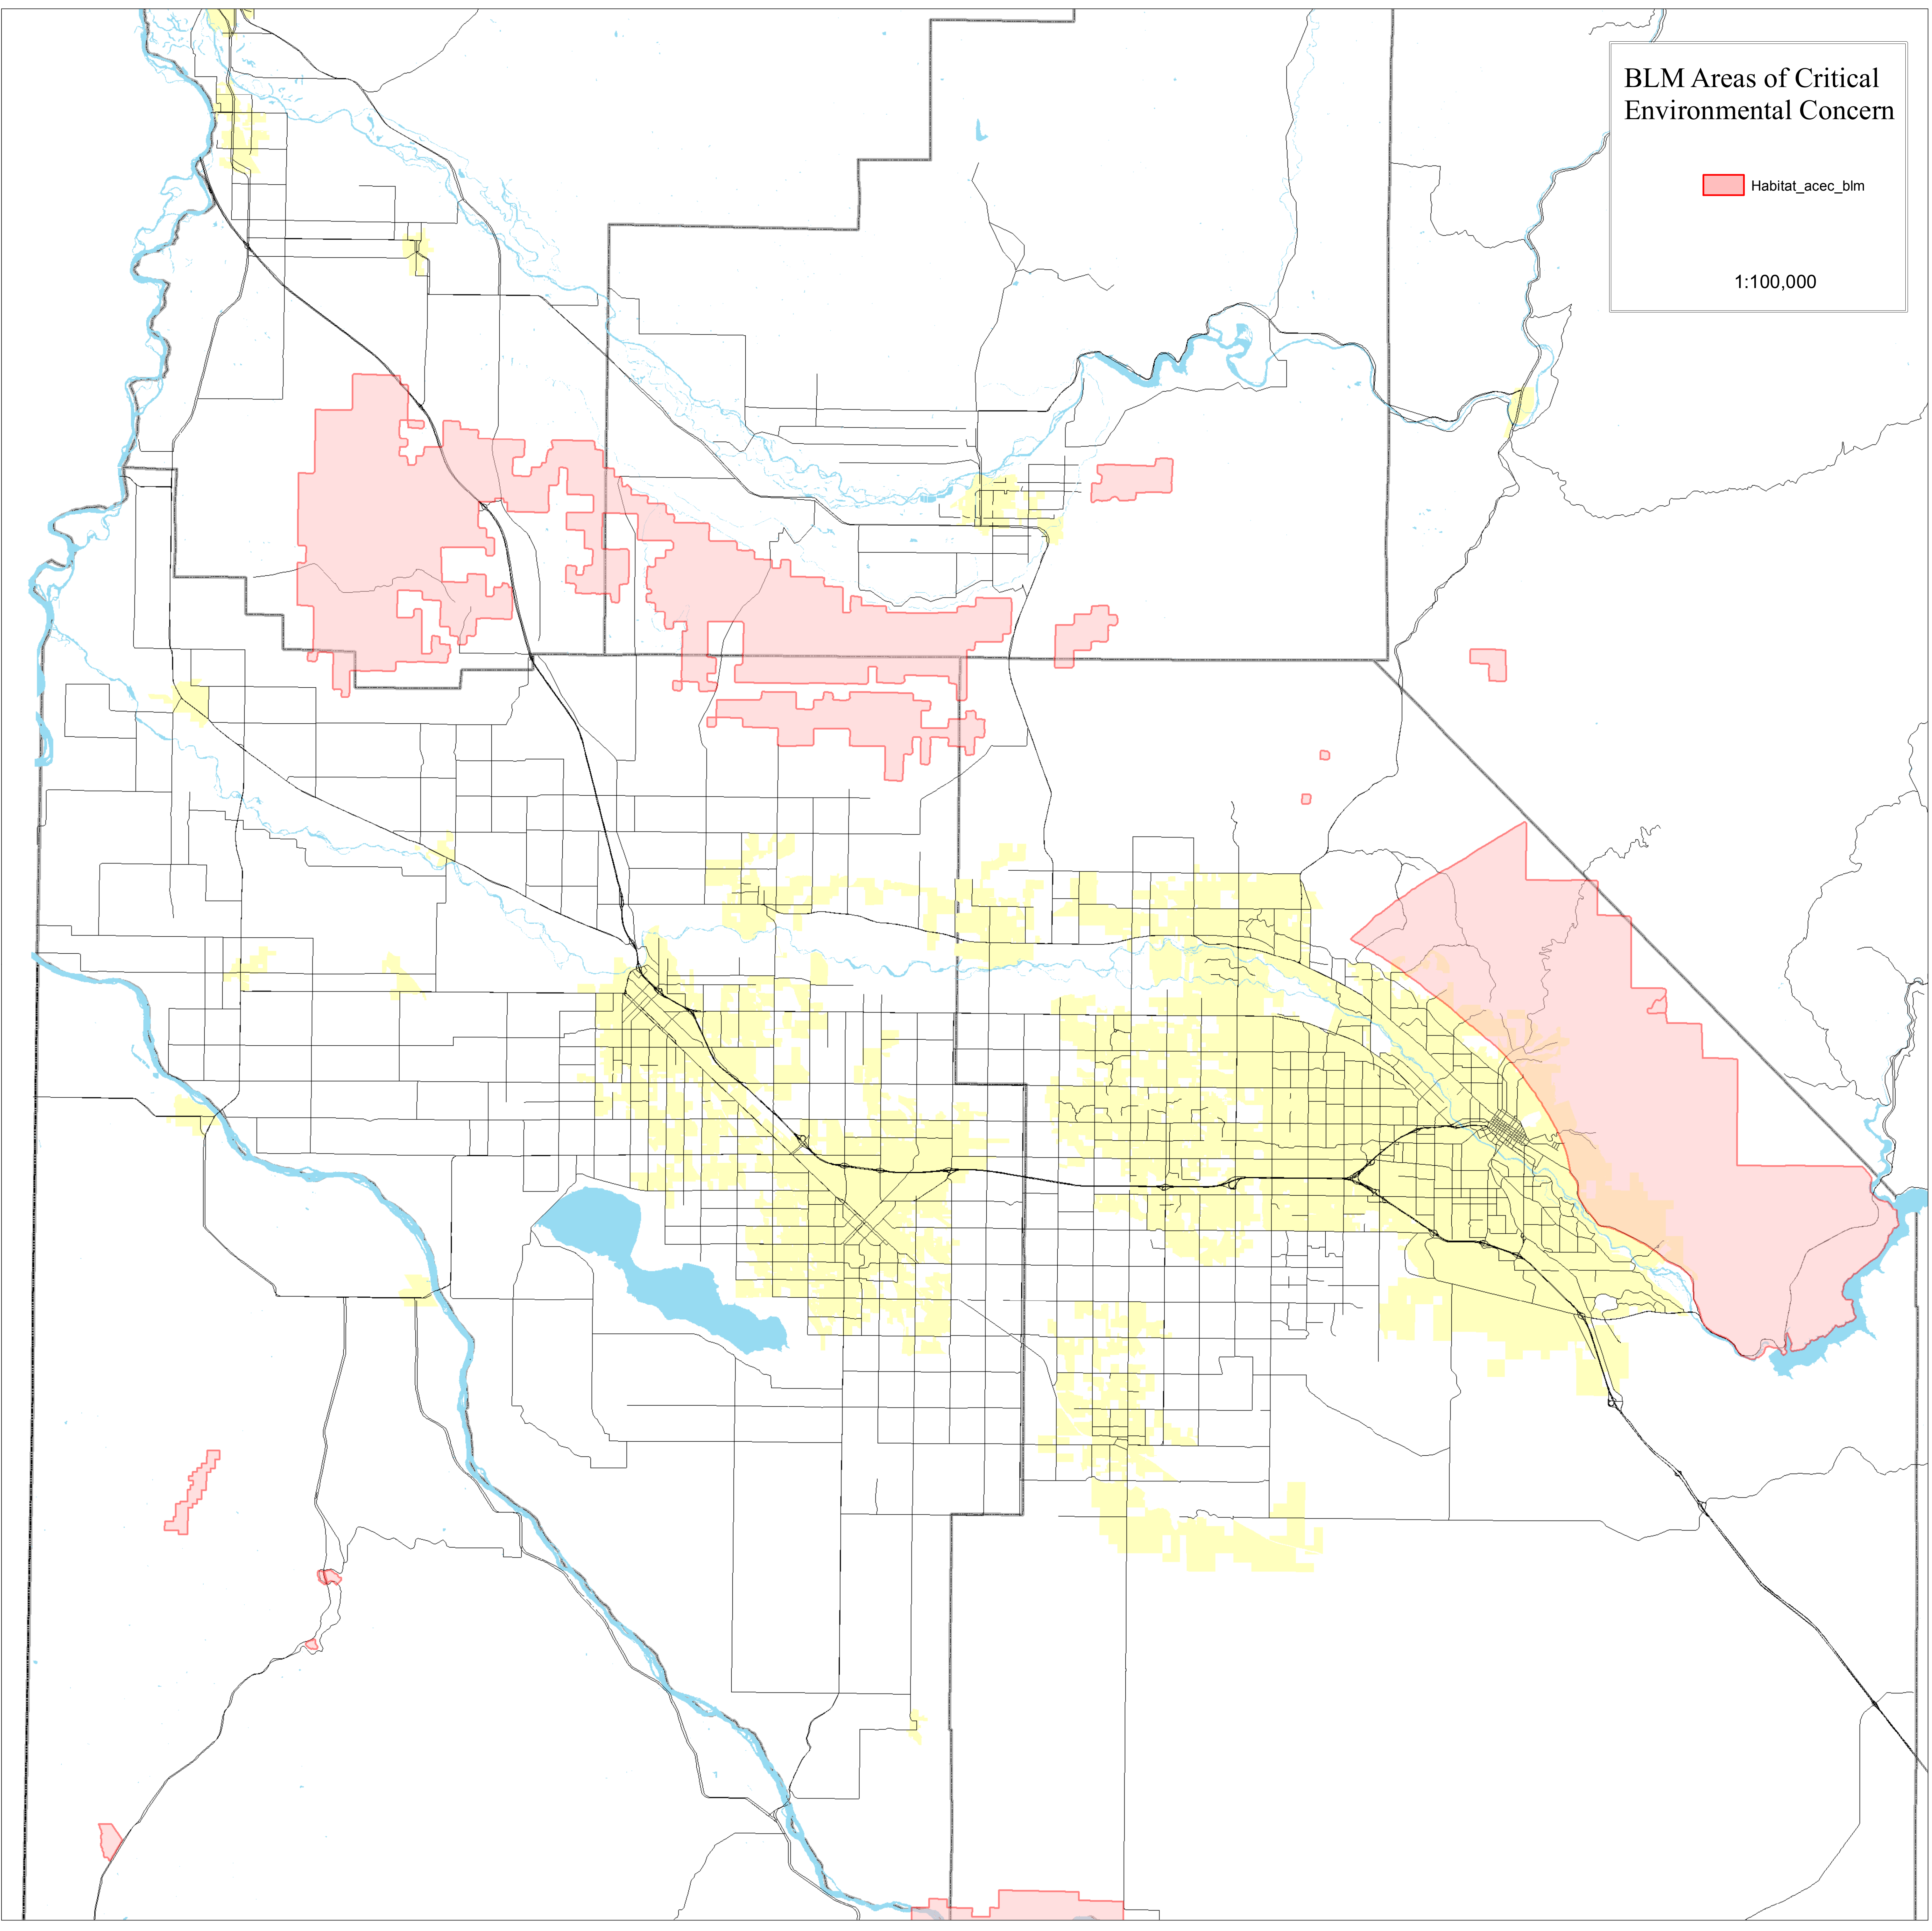 BLM Areas of Critical
Environmental Concern
Habitat_acec_blm
1:100,000